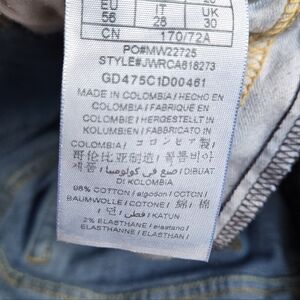 EU IT UK
56 28 30
CN 170/72A
PO#MW22725
STYLE#JWRCA818273
GD475C1D00461
MADE IN COLOMBIA / HECHO EN
COLOMBIA / FABRIQUÉ EN
COLOMBIE / HERGESTELLT IN
KOLUMBIEN / FABBRICATO IN
COLOMBIA / コロンビア製 /
哥伦比亚制造 / 콜롬비아
제품 / صنع في كولومبيا / DIBUAT
DI KOLOMBIA
98% COTTON / algodon / COTON /
BAUMWOLLE / COTONE / 綿 / 棉
/ 면 / قطن / KATUN
2% ELASTHANE / elastano /
ELASTHANNE / ELASTHAN /